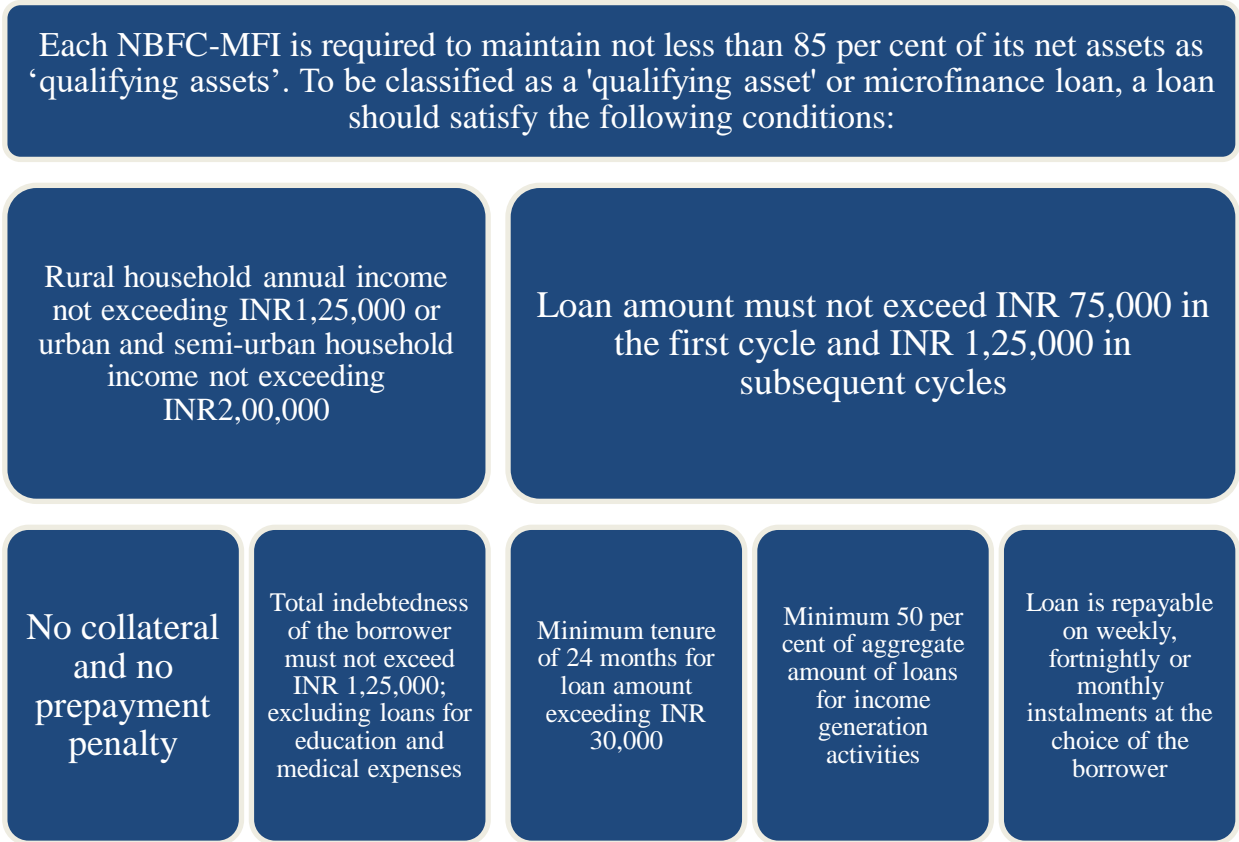 Each NBFC-MFI is required to maintain not less than 85 per cent of its net assets as
‘qualifying assets’. To be classified as a 'qualifying asset' or microfinance loan, a loan
should satisfy the following conditions:
Rural household annual income
not exceeding INR1,25,000 or
urban and semi-urban household
income not exceeding
INR2,00,000
Loan amount must not exceed INR 75,000 in
the first cycle and INR 1,25,000 in
subsequent cycles
No collateral
and no
prepayment
penalty
Total indebtedness
of the borrower
must not exceed
INR 1,25,000;
excluding loans for
education and
medical expenses
Minimum tenure
of 24 months for
loan amount
exceeding INR
30,000
Minimum 50 per
cent of aggregate
amount of loans
for income
generation
activities
Loan is repayable
on weekly,
fortnightly or
monthly
instalments at the
choice of the
borrower